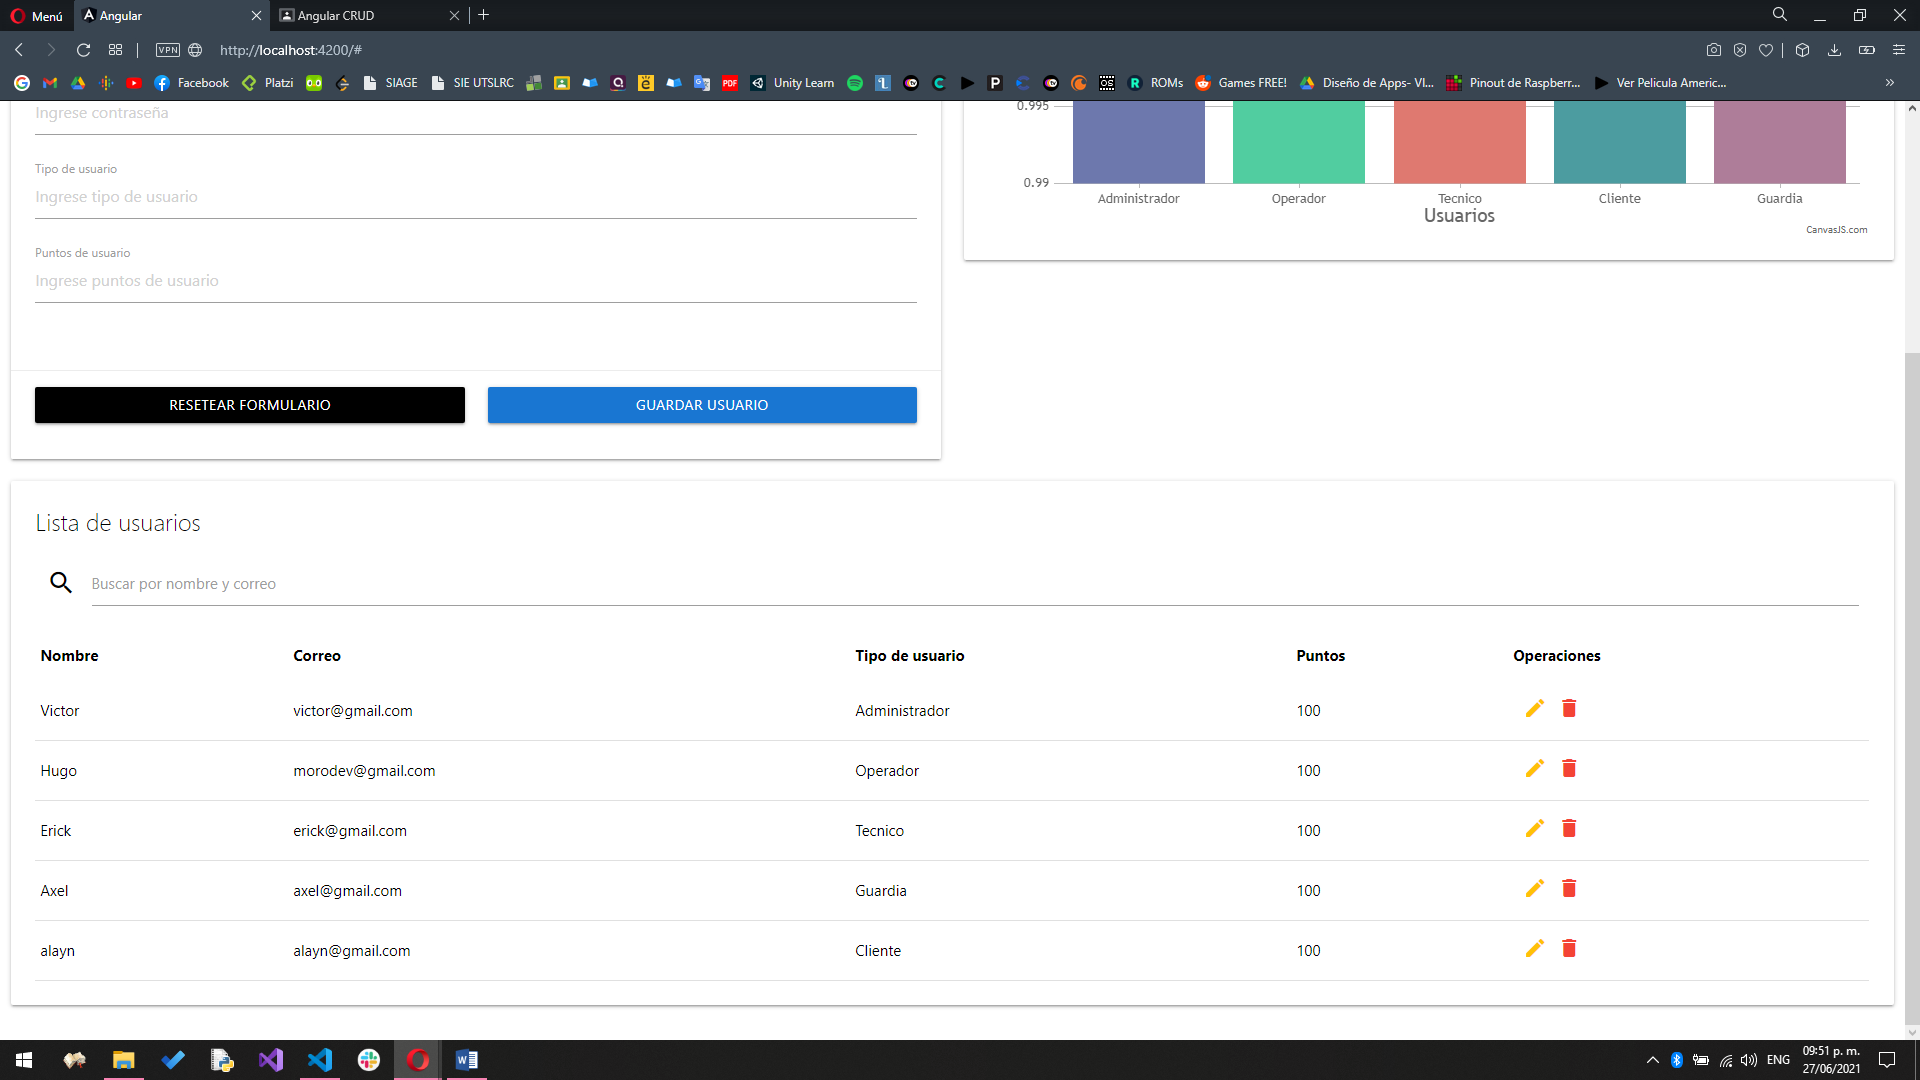 Menú
Angular
Angular CRUD
VPN
http://localhost:4200/#
Facebook
Platzi
SIAGE
SIE UTSLRC
PDF
Unity Learn
ROMs
Games FREE!
Diseño de Apps- VI...
Pinout de Raspberr...
Ver Pelicula Americ...
Ingrese contraseña
Tipo de usuario
Ingrese tipo de usuario
Puntos de usuario
Ingrese puntos de usuario
RESETEAR FORMULARIO
GUARDAR USUARIO
0.995
0.99
Administrador Operador Tecnico Cliente Guardia
Usuarios
CanvasJS.com
Lista de usuarios
Buscar por nombre y correo
Nombre Correo Tipo de usuario Puntos Operaciones
Victor victor@gmail.com Administrador 100
Hugo morodev@gmail.com Operador 100
Erick erick@gmail.com Tecnico 100
Axel axel@gmail.com Guardia 100
alayn alayn@gmail.com Cliente 100
ENG
09:51 p. m.
27/06/2021